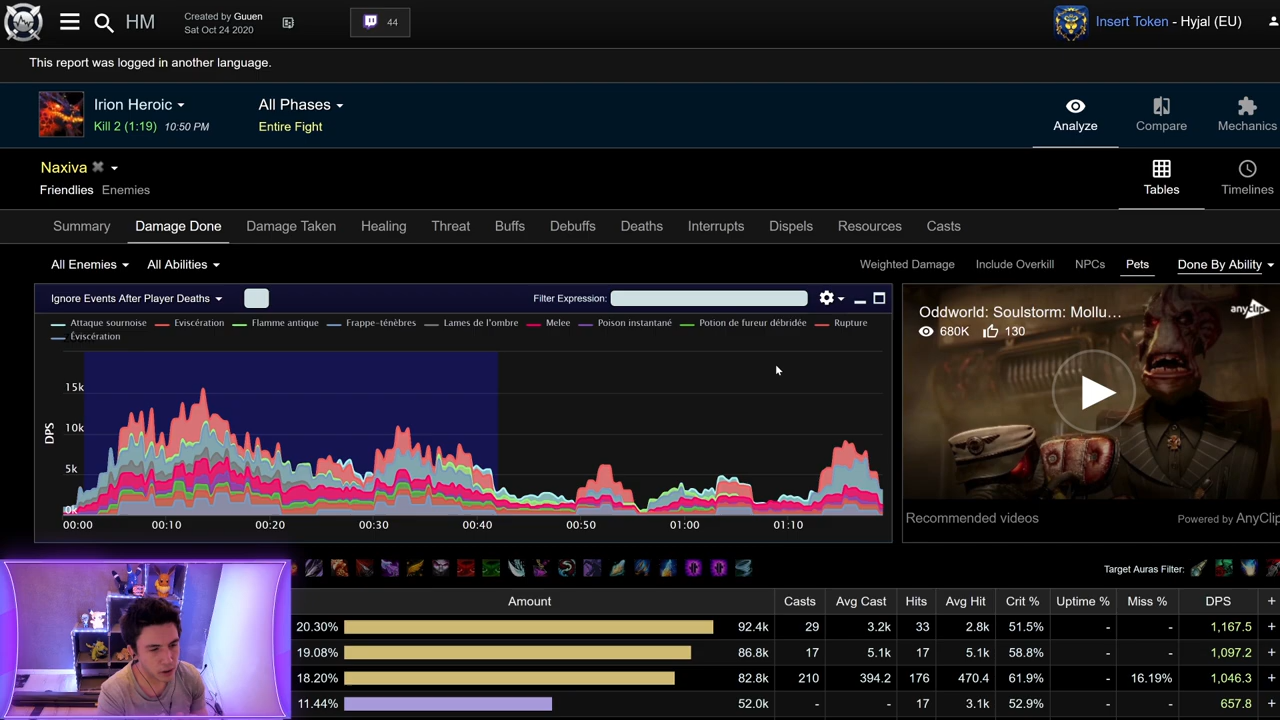 HM
Created by Guuen
Sat Oct 24 2020
44
Insert Token - Hyjal (EU)
This report was logged in another language.
Irion Heroic
Kill 2 (1:19) 10:50 PM
All Phases
Entire Fight
Analyze
Compare
Mechanics
Naxiva
Friendlies Enemies
Tables
Timelines
Summary Damage Done Damage Taken Healing Threat Buffs Debuffs Deaths Interrupts Dispels Resources Casts
All Enemies All Abilities
Weighted Damage Include Overkill NPCs Pets Done By Ability
Ignore Events After Player Deaths
Filter Expression:
Attaque sournoise Eviscération Flamme antique Frappe-ténèbres Lames de l'ombre Melee Poison instantané Potion de fureur débridée Rupture
Éviscération
15k
10k
5k
0k
DPS
00:00 00:10 00:20 00:30 00:40 00:50 01:00 01:10
Oddworld: Soulstorm: Mollu…
680K 130
anyclip
Recommended videos
Powered by AnyClip
Target Auras Filter:
Amount Casts Avg Cast Hits Avg Hit Crit % Uptime % Miss % DPS +
20.30% 92.4k 29 3.2k 33 2.8k 51.5% - - 1,167.5 +
19.08% 86.8k 17 5.1k 17 5.1k 58.8% - - 1,097.2 +
18.20% 82.8k 210 394.2 176 470.4 61.9% - 16.19% 1,046.3 +
11.44% 52.0k - - 17 3.1k 52.9% - - 657.8 +